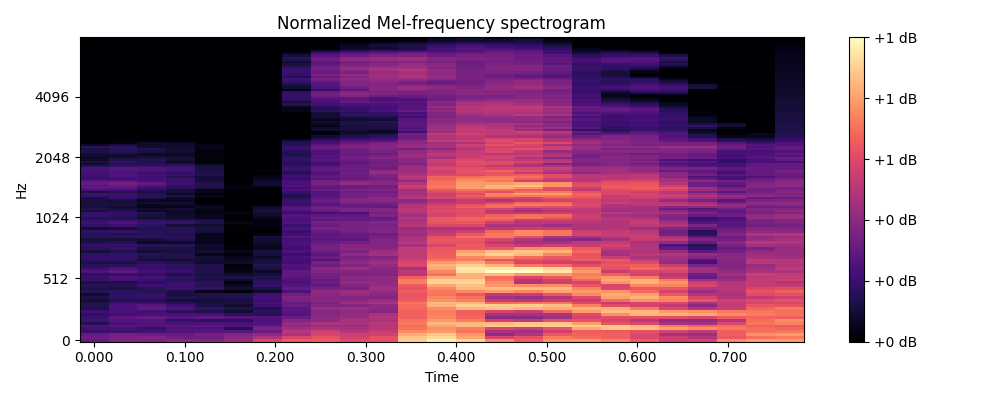 Normalized Mel-frequency spectrogram
Hz
4096
2048
1024
512
0
0.000 0.100 0.200 0.300 0.400 0.500 0.600 0.700
Time
+1 dB
+1 dB
+1 dB
+0 dB
+0 dB
+0 dB